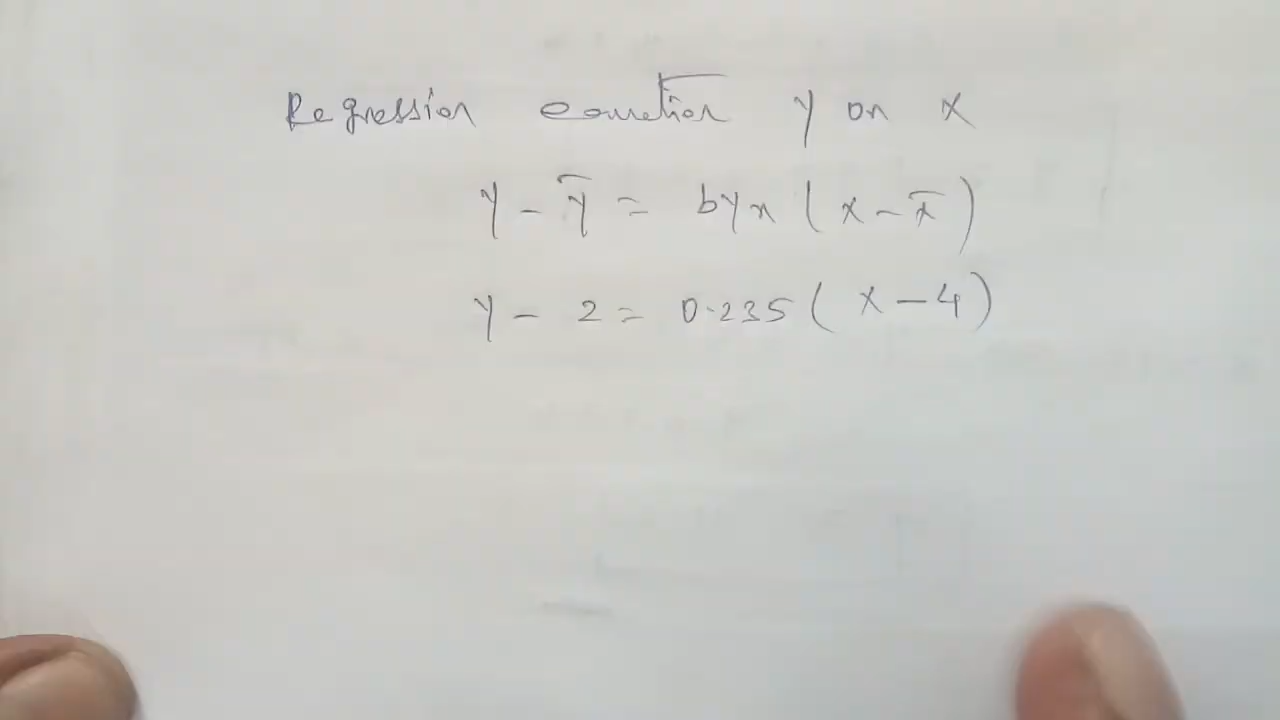 Regression equation y on x
y - ȳ = byx (x - x̄)
y - 2 = 0.235 (x - 4)